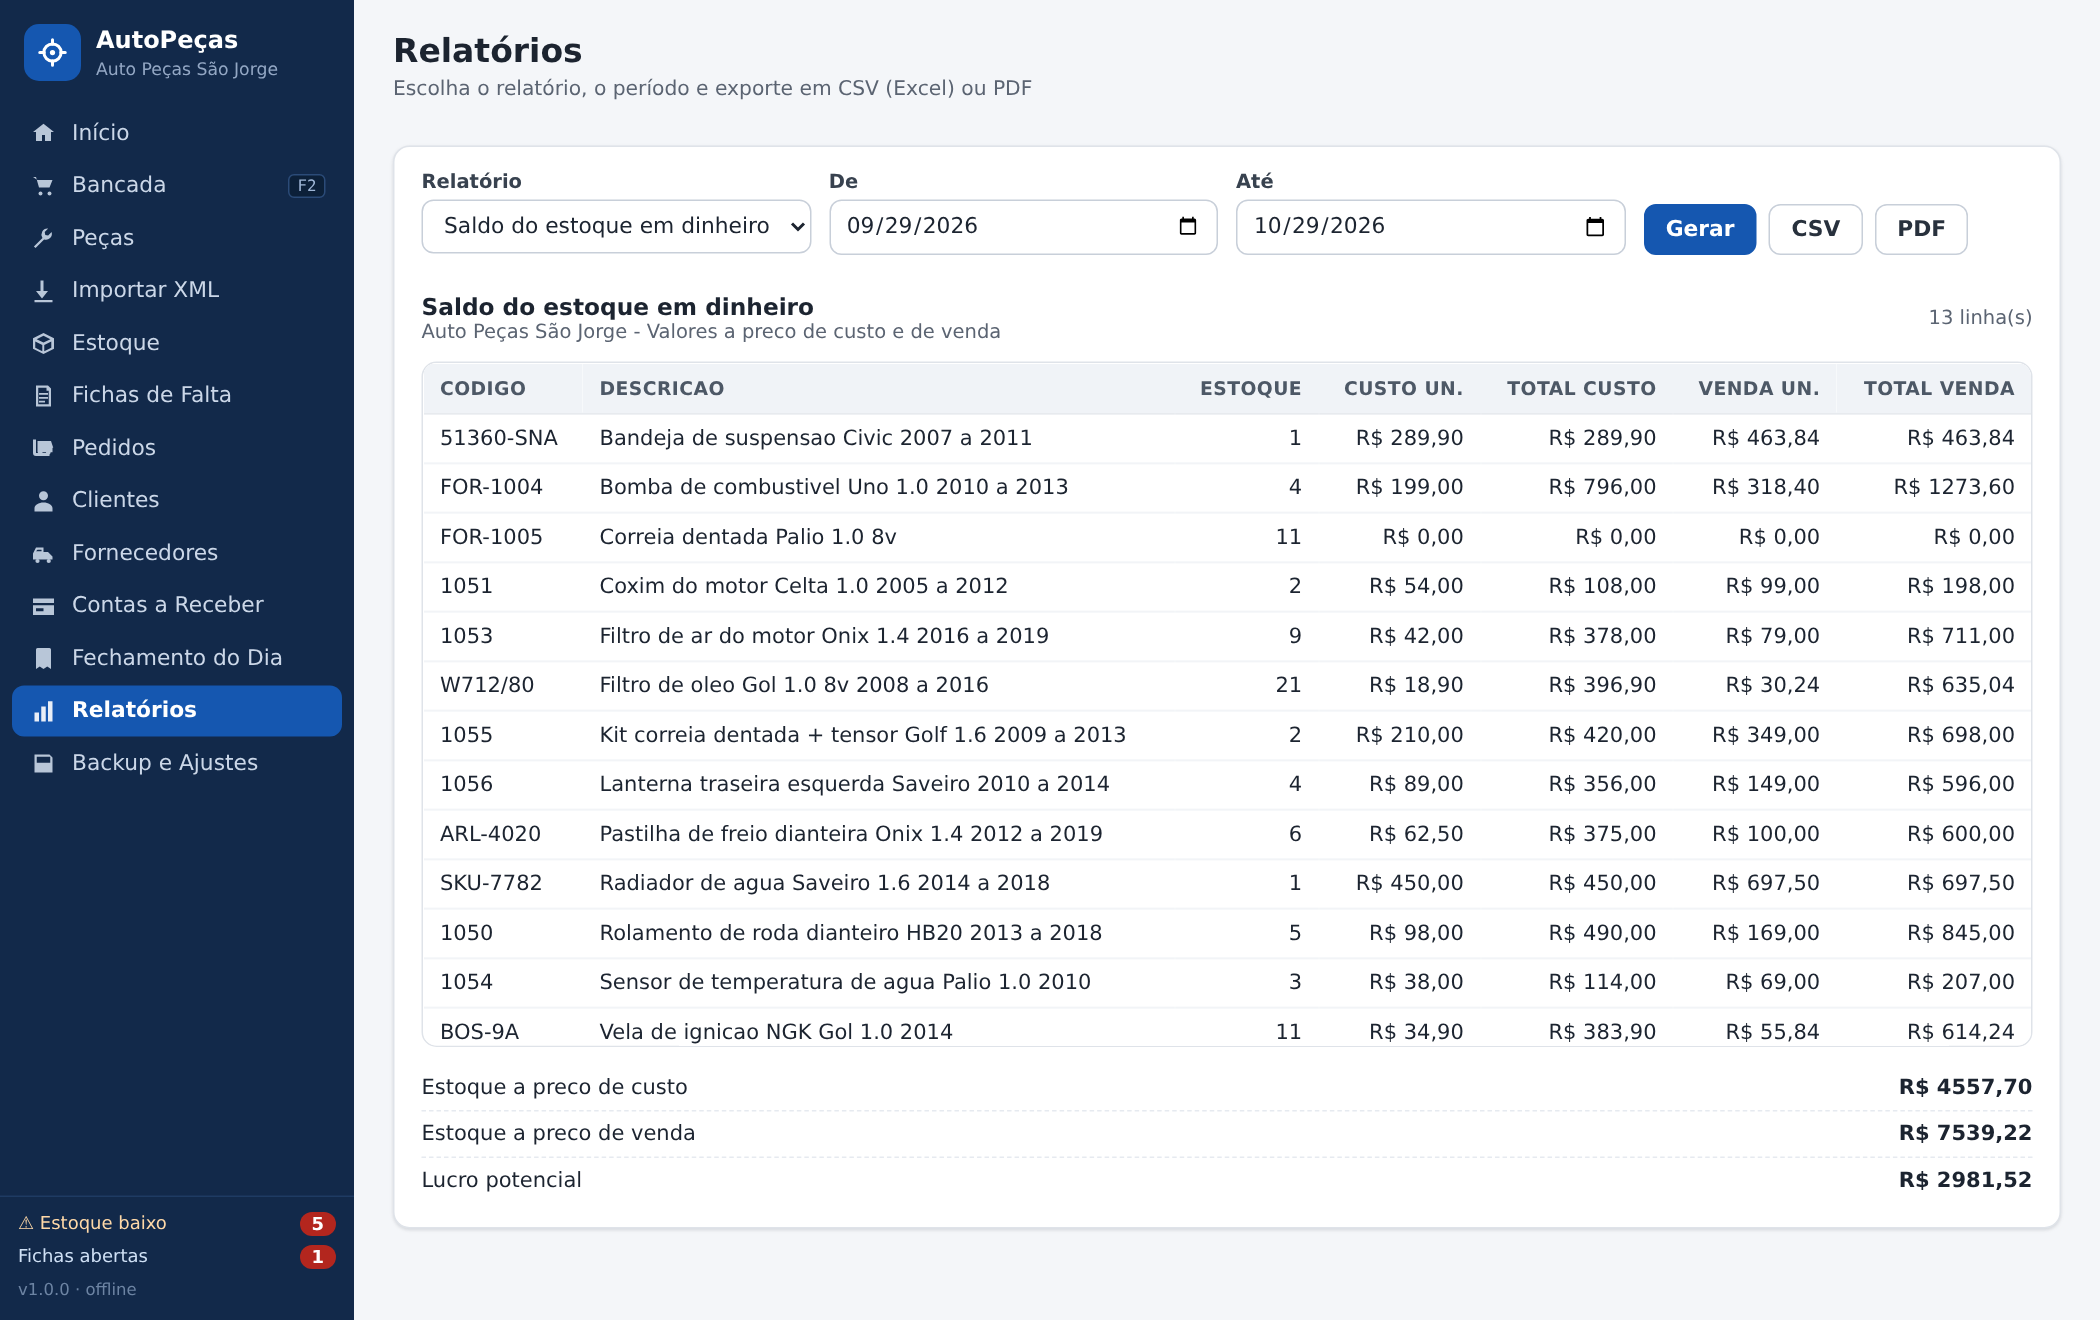 AutoPeças
Auto Peças São Jorge
Início
Bancada F2
Peças
Importar XML
Estoque
Fichas de Falta
Pedidos
Clientes
Fornecedores
Contas a Receber
Fechamento do Dia
Relatórios
Backup e Ajustes
⚠ Estoque baixo 5
Fichas abertas 1
v1.0.0 · offline
Relatórios
Escolha o relatório, o período e exporte em CSV (Excel) ou PDF
Relatório De Até
Saldo do estoque em dinheiro 09/29/2026 10/29/2026 Gerar CSV PDF
Saldo do estoque em dinheiro
Auto Peças São Jorge - Valores a preco de custo e de venda
13 linha(s)
CODIGO DESCRICAO ESTOQUE CUSTO UN. TOTAL CUSTO VENDA UN. TOTAL VENDA
51360-SNA Bandeja de suspensao Civic 2007 a 2011 1 R$ 289,90 R$ 289,90 R$ 463,84 R$ 463,84
FOR-1004 Bomba de combustivel Uno 1.0 2010 a 2013 4 R$ 199,00 R$ 796,00 R$ 318,40 R$ 1273,60
FOR-1005 Correia dentada Palio 1.0 8v 11 R$ 0,00 R$ 0,00 R$ 0,00 R$ 0,00
1051 Coxim do motor Celta 1.0 2005 a 2012 2 R$ 54,00 R$ 108,00 R$ 99,00 R$ 198,00
1053 Filtro de ar do motor Onix 1.4 2016 a 2019 9 R$ 42,00 R$ 378,00 R$ 79,00 R$ 711,00
W712/80 Filtro de oleo Gol 1.0 8v 2008 a 2016 21 R$ 18,90 R$ 396,90 R$ 30,24 R$ 635,04
1055 Kit correia dentada + tensor Golf 1.6 2009 a 2013 2 R$ 210,00 R$ 420,00 R$ 349,00 R$ 698,00
1056 Lanterna traseira esquerda Saveiro 2010 a 2014 4 R$ 89,00 R$ 356,00 R$ 149,00 R$ 596,00
ARL-4020 Pastilha de freio dianteira Onix 1.4 2012 a 2019 6 R$ 62,50 R$ 375,00 R$ 100,00 R$ 600,00
SKU-7782 Radiador de agua Saveiro 1.6 2014 a 2018 1 R$ 450,00 R$ 450,00 R$ 697,50 R$ 697,50
1050 Rolamento de roda dianteiro HB20 2013 a 2018 5 R$ 98,00 R$ 490,00 R$ 169,00 R$ 845,00
1054 Sensor de temperatura de agua Palio 1.0 2010 3 R$ 38,00 R$ 114,00 R$ 69,00 R$ 207,00
BOS-9A Vela de ignicao NGK Gol 1.0 2014 11 R$ 34,90 R$ 383,90 R$ 55,84 R$ 614,24
Estoque a preco de custo R$ 4557,70
Estoque a preco de venda R$ 7539,22
Lucro potencial R$ 2981,52